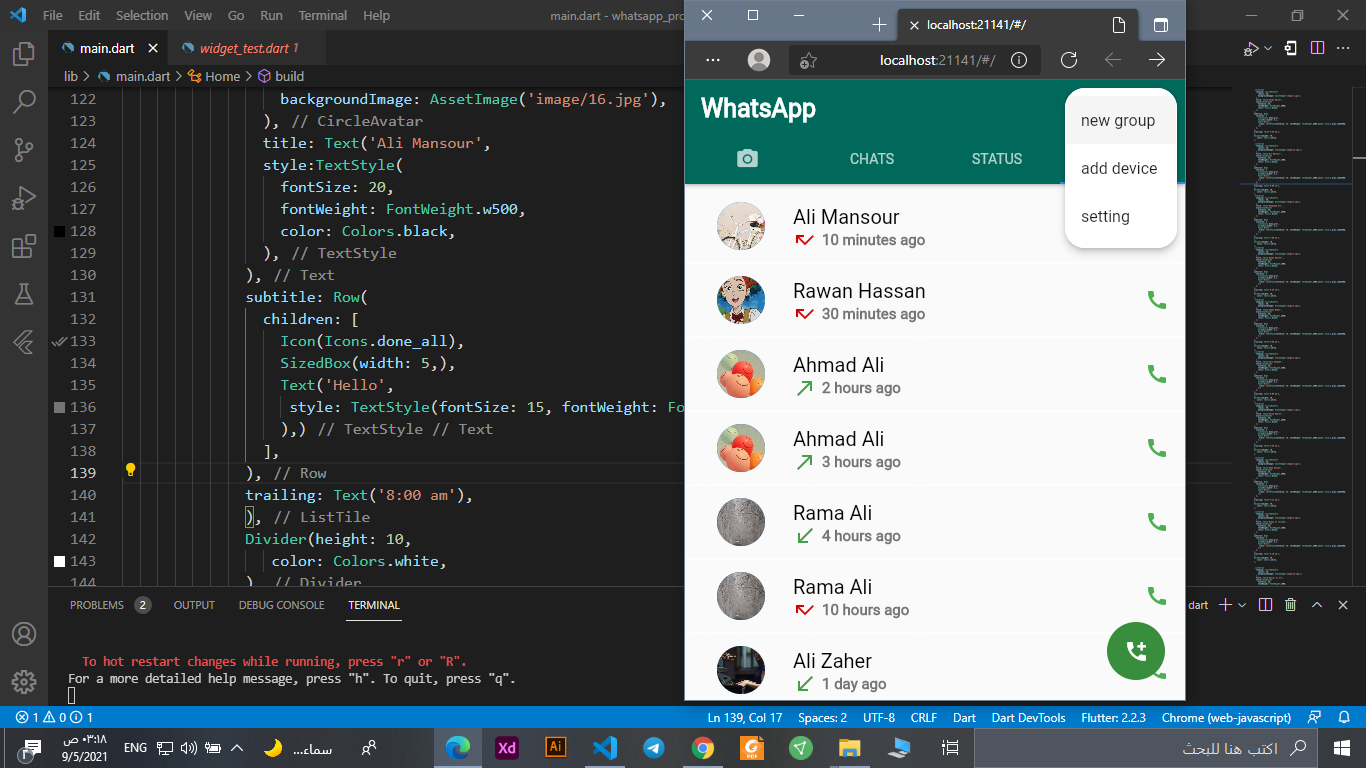 File Edit Selection View Go Run Terminal Help
main.dart - whatsapp_pro
main.dart
widget_test.dart 1
lib > main.dart > Home > build
122 backgroundImage: AssetImage('image/16.jpg'),
123 ), // CircleAvatar
124 title: Text('Ali Mansour',
125 style:TextStyle(
126 fontSize: 20,
127 fontWeight: FontWeight.w500,
128 color: Colors.black,
129 ), // TextStyle
130 ), // Text
131 subtitle: Row(
132 children: [
133 Icon(Icons.done_all),
134 SizedBox(width: 5,),
135 Text('Hello',
136 style: TextStyle(fontSize: 15, fontWeight: Fo
137 ),) // TextStyle // Text
138 ],
139 ), // Row
140 trailing: Text('8:00 am'),
141 ), // ListTile
142 Divider(height: 10,
143 color: Colors.white,
144 ) // Divider
PROBLEMS 2 OUTPUT DEBUG CONSOLE TERMINAL
dart
To hot restart changes while running, press "r" or "R".
For a more detailed help message, press "h". To quit, press "q".
localhost:21141/#/
localhost:21141/#/
WhatsApp
CHATS STATUS
new group
add device
setting
Ali Mansour
10 minutes ago
Rawan Hassan
30 minutes ago
Ahmad Ali
2 hours ago
Ahmad Ali
3 hours ago
Rama Ali
4 hours ago
Rama Ali
10 hours ago
Ali Zaher
1 day ago
1 0 1
Ln 139, Col 17 Spaces: 2 UTF-8 CRLF Dart Dart DevTools Flutter: 2.2.3 Chrome (web-javascript)
٠٣:١٨ ص
9/5/2021
ENG
سماء...
Xd
Ai
PDF
اكتب هنا للبحث